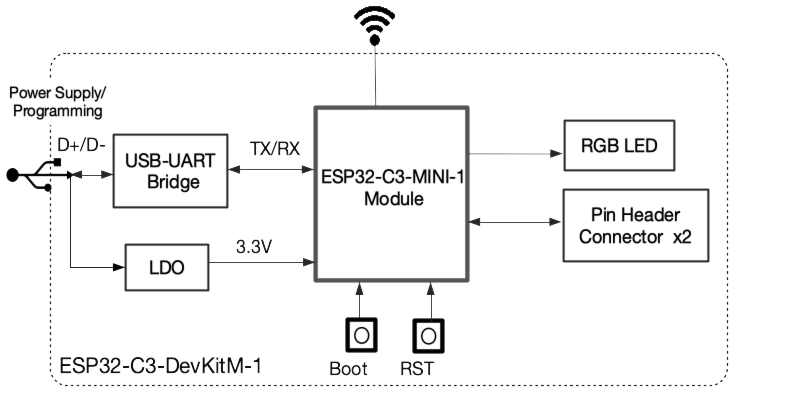 Power Supply/
Programming
D+/D-
USB-UART
Bridge
TX/RX
ESP32-C3-MINI-1
Module
RGB LED
Pin Header
Connector x2
LDO
3.3V
Boot
RST
ESP32-C3-DevKitM-1